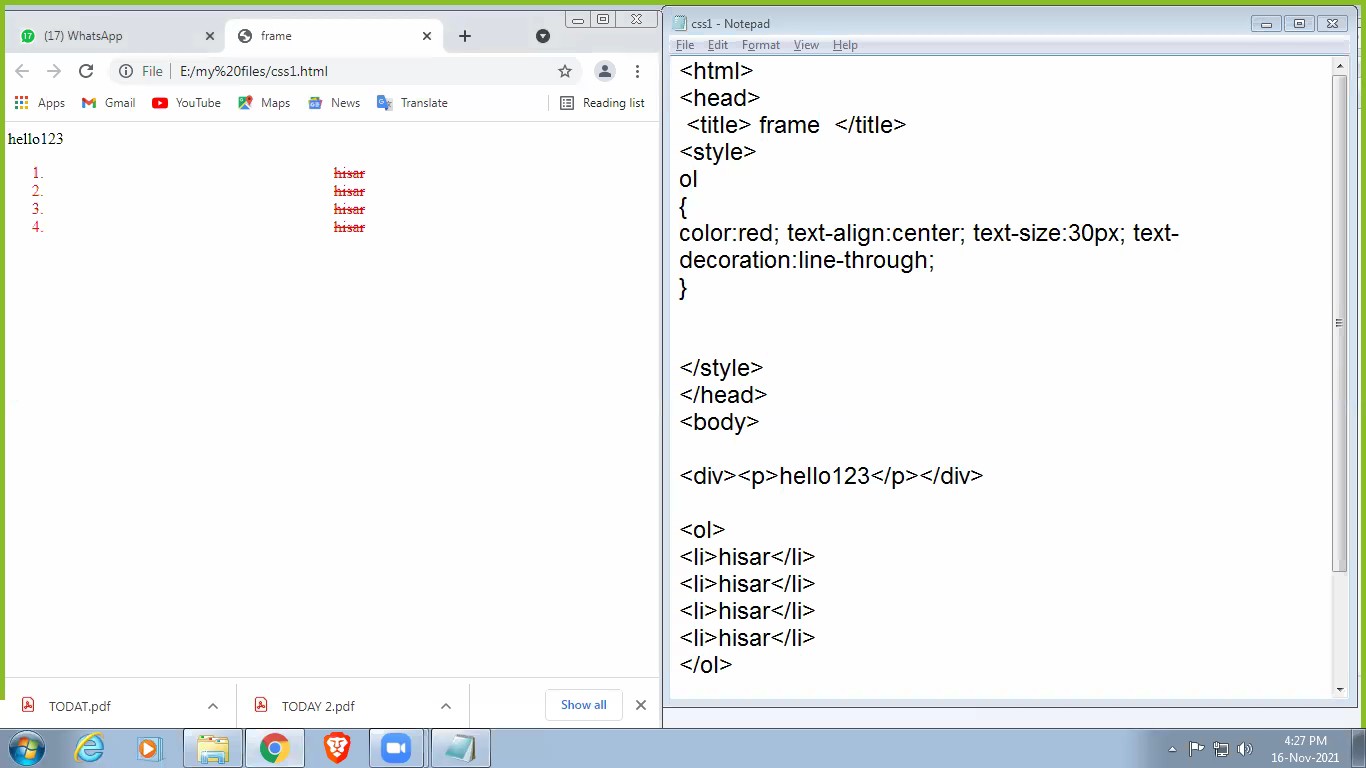 (17) WhatsApp
frame
File
E:/my%20files/css1.html
Apps
Gmail
YouTube
Maps
News
Translate
Reading list
hello123
1. hisar
2. hisar
3. hisar
4. hisar
TODAT.pdf
TODAY 2.pdf
Show all
css1 - Notepad
File Edit Format View Help
<html>
<head>
<title> frame </title>
<style>
ol
{
color:red; text-align:center; text-size:30px; text-
decoration:line-through;
}
</style>
</head>
<body>
<div><p>hello123</p></div>
<ol>
<li>hisar</li>
<li>hisar</li>
<li>hisar</li>
<li>hisar</li>
</ol>
4:27 PM
16-Nov-2021